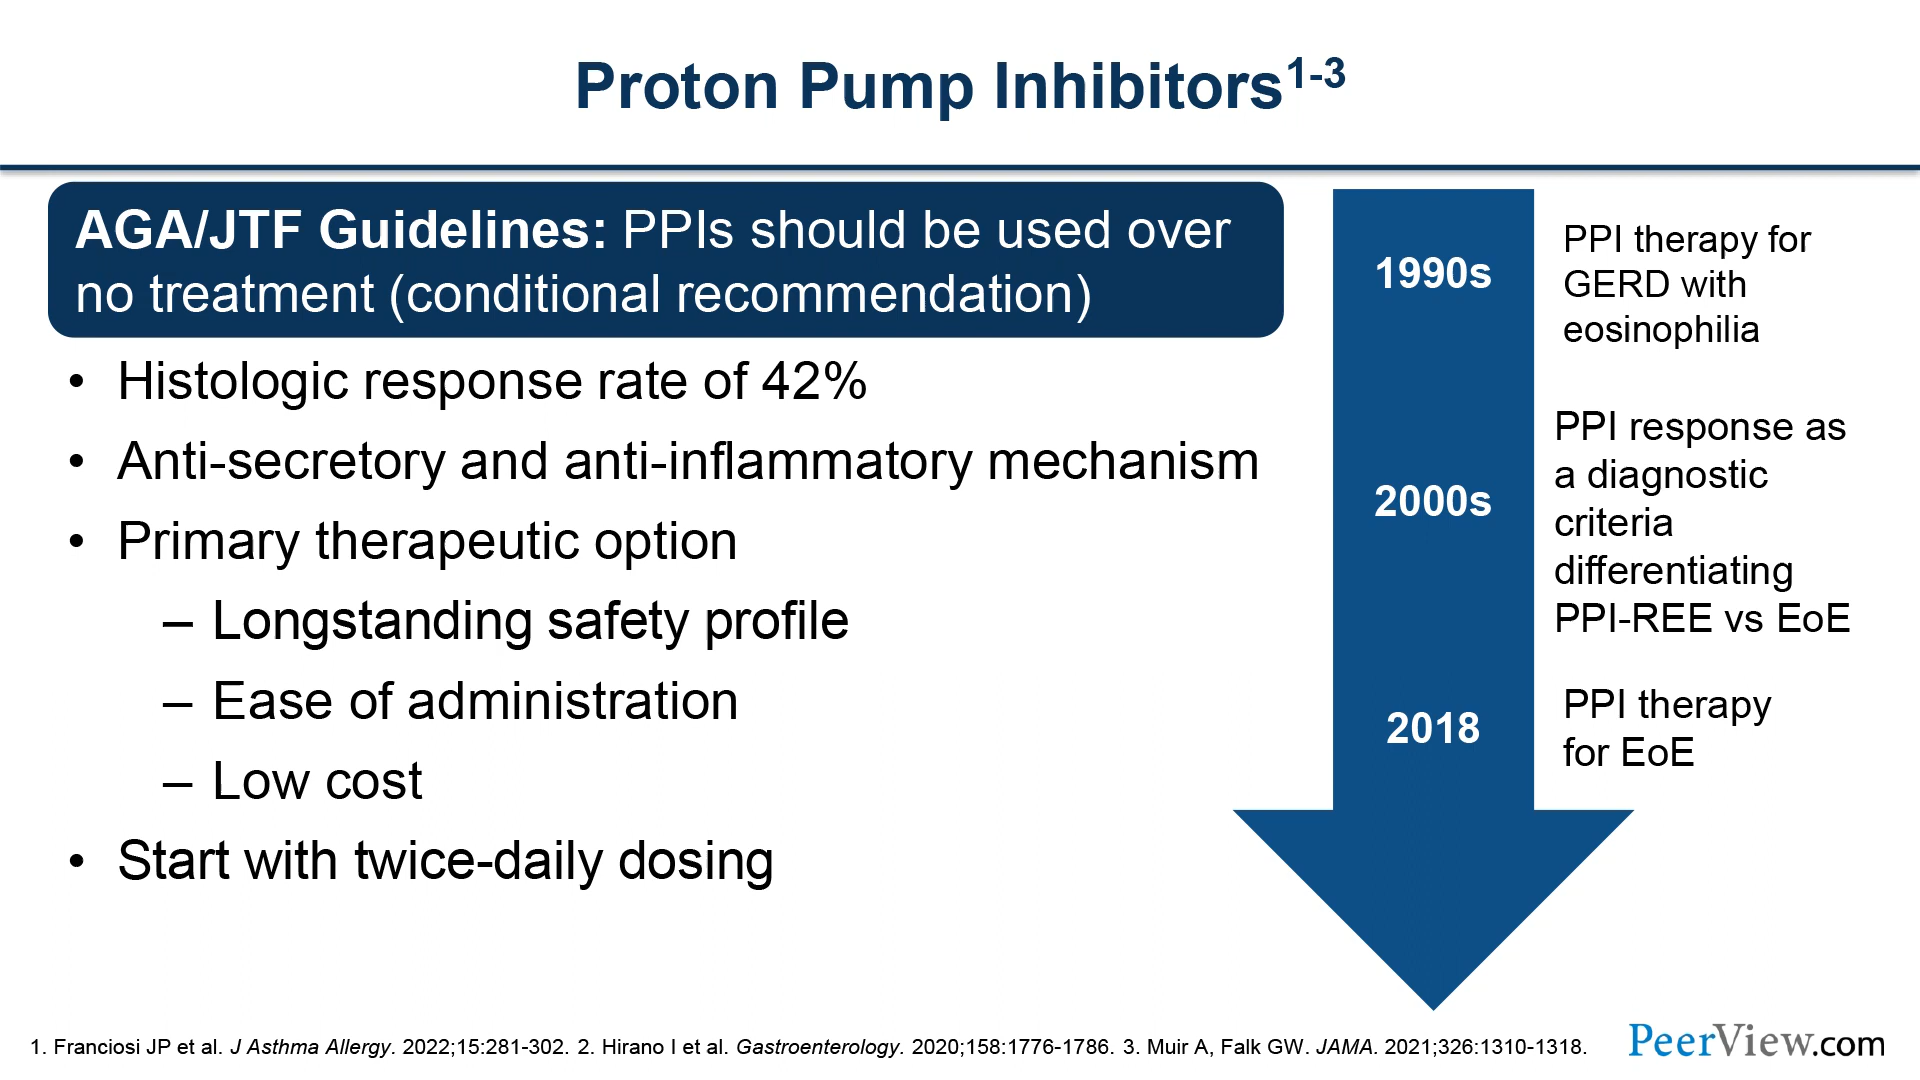 Proton Pump Inhibitors1-3
AGA/JTF Guidelines: PPIs should be used over
no treatment (conditional recommendation)
• Histologic response rate of 42%
• Anti-secretory and anti-inflammatory mechanism
• Primary therapeutic option
– Longstanding safety profile
– Ease of administration
– Low cost
• Start with twice-daily dosing
1990s
PPI therapy for
GERD with
eosinophilia
2000s
PPI response as
a diagnostic
criteria
differentiating
PPI-REE vs EoE
2018
PPI therapy
for EoE
1. Franciosi JP et al. J Asthma Allergy. 2022;15:281-302. 2. Hirano I et al. Gastroenterology. 2020;158:1776-1786. 3. Muir A, Falk GW. JAMA. 2021;326:1310-1318.
PeerView.com